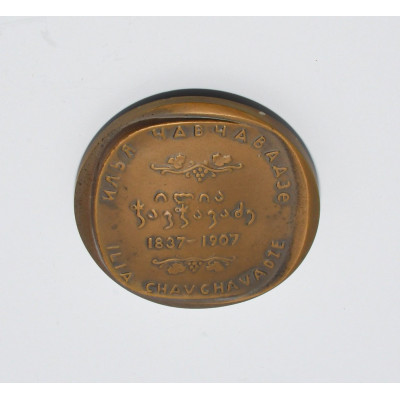 ИЛЬЯ ЧАВЧАВАДЗЕ
ილია
ჭავჭავაძე
1837-1907
ILIA CHAVCHAVADZE